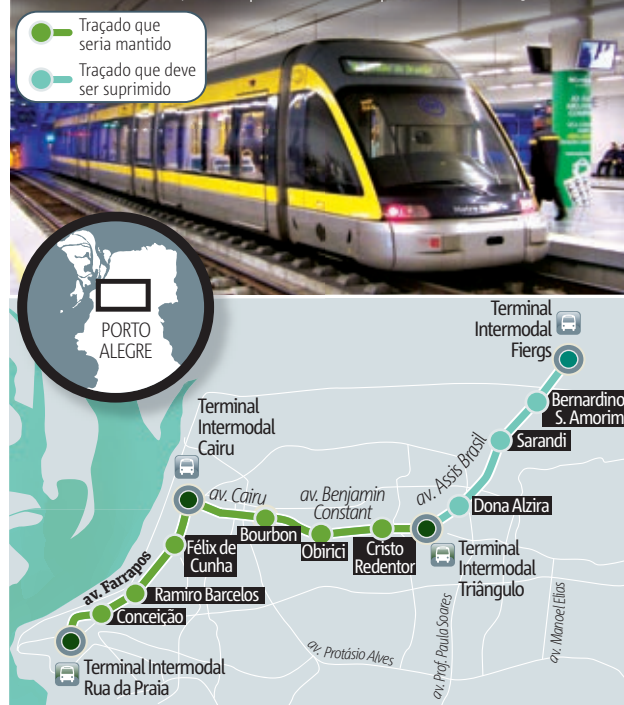 Traçado que
seria mantido
Traçado que deve
ser suprimido
PORTO
ALEGRE
Terminal
Intermodal
Fiergs
Bernardino
S. Amorim
Sarandi
av. Assis Brasil
Dona Alzira
Terminal
Intermodal
Cairu
av. Cairu
av. Benjamin
Constant
Bourbon
Obirici
Cristo
Redentor
Terminal
Intermodal
Triângulo
Félix de
Cunha
av. Farrapos
Ramiro Barcelos
Conceição
Terminal Intermodal
Rua da Praia
av. Protásio Alves
av. Prof. Paula Soares
av. Manoel Elias